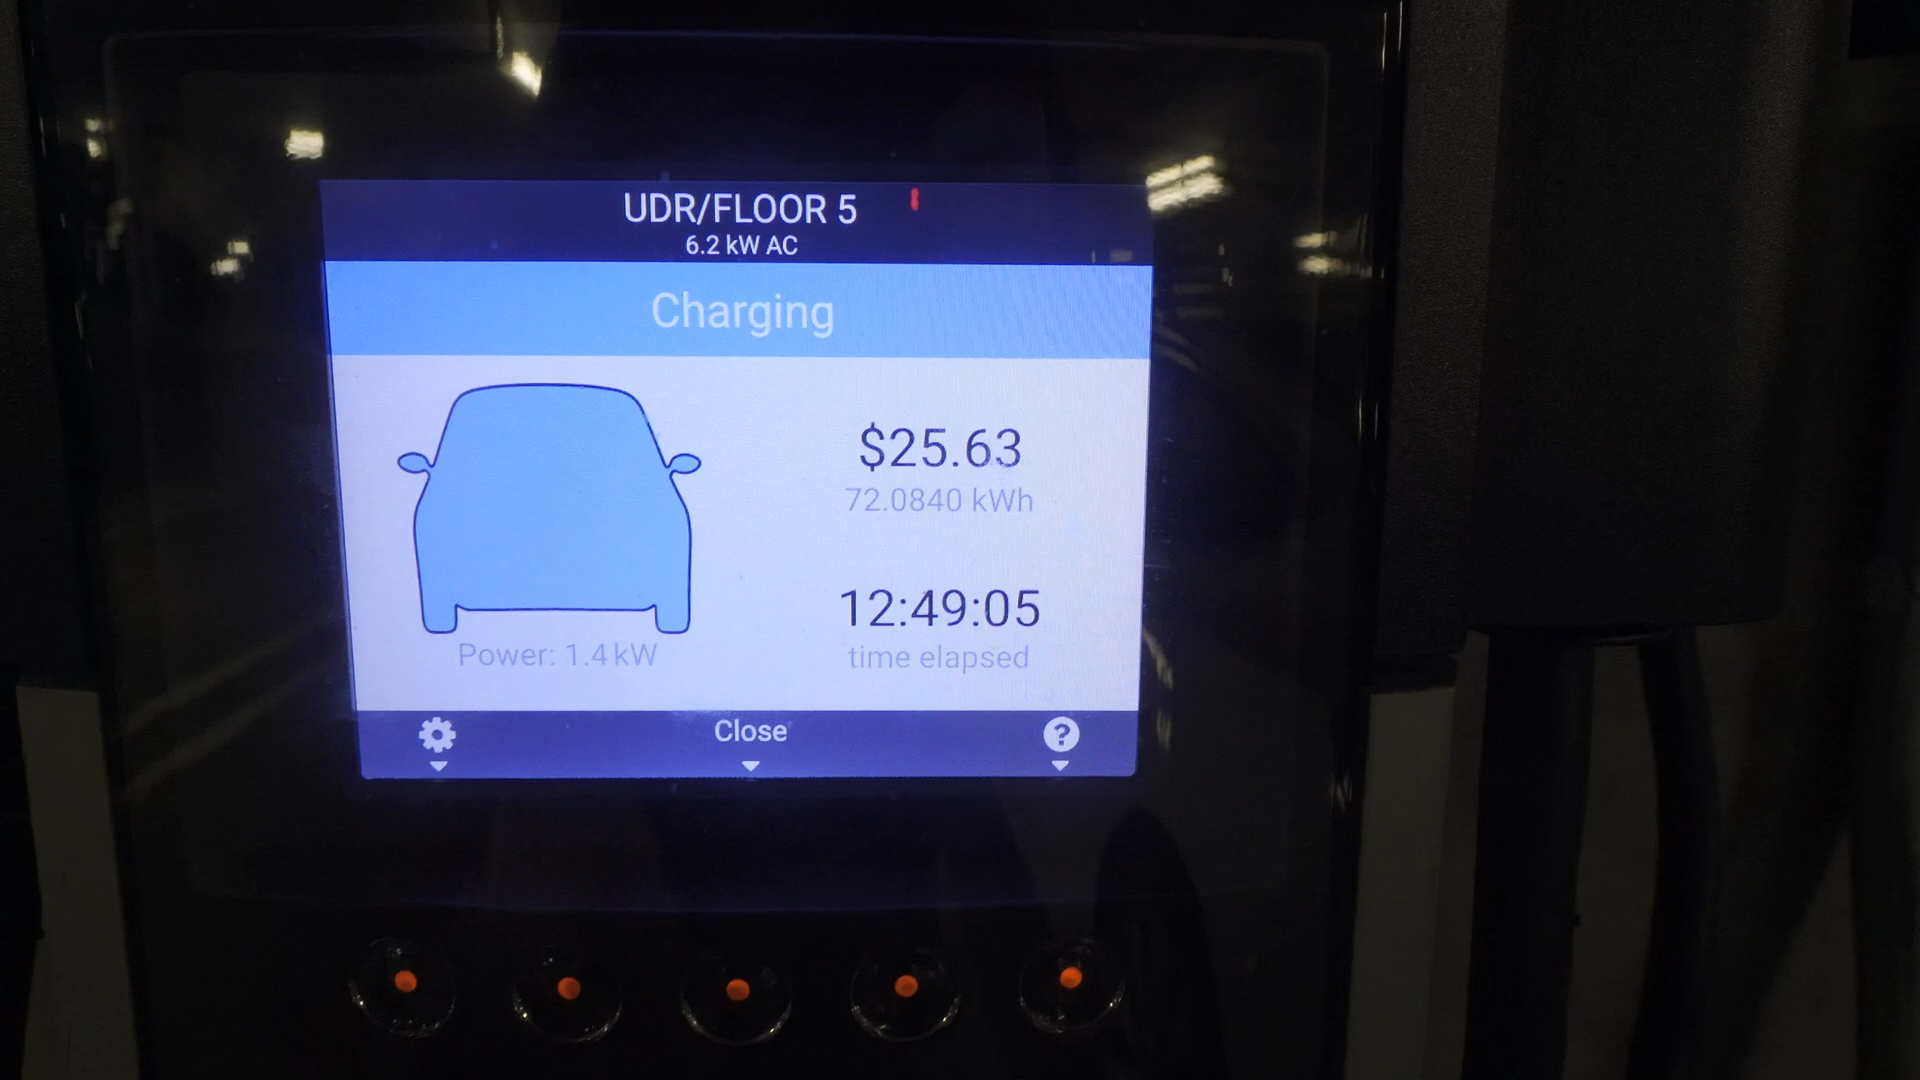 UDR/FLOOR 5
6.2 kW AC
Charging
$25.63
72.0840 kWh
12:49:05
time elapsed
Power: 1.4 kW
Close
?